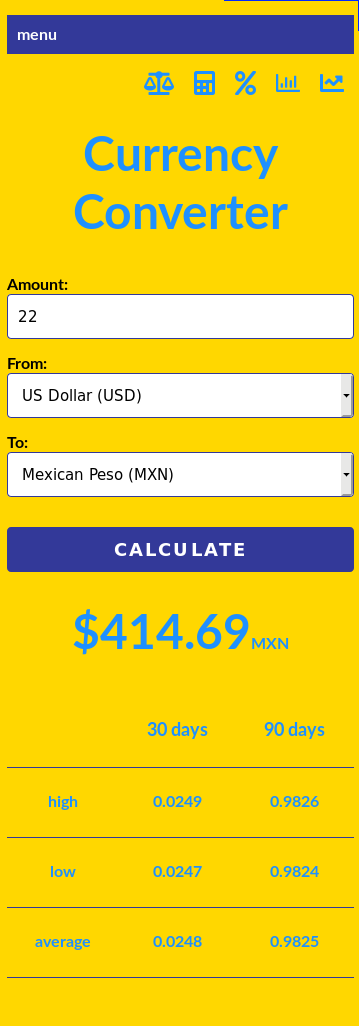 menu
Currency
Converter
Amount:
22
From:
US Dollar (USD)
To:
Mexican Peso (MXN)
CALCULATE
$414.69 MXN
30 days 90 days
high 0.0249 0.9826
low 0.0247 0.9824
average 0.0248 0.9825